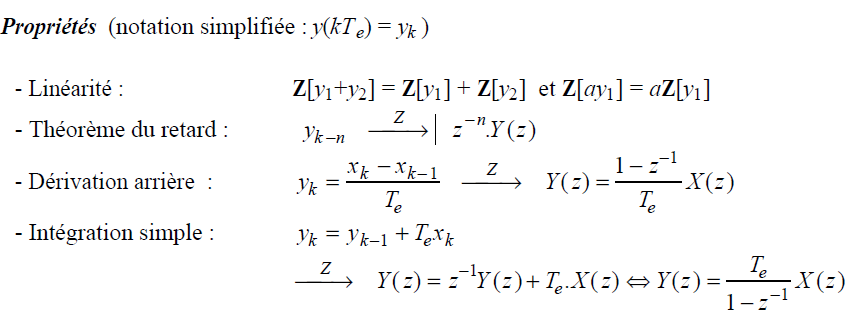 Propriétés (notation simplifiée : y(kTₑ) = yₖ )
- Linéarité : Z[y₁+y₂] = Z[y₁] + Z[y₂] et Z[ay₁] = aZ[y₁]
- Théorème du retard : yₖ₋ₙ —Z→| z⁻ⁿ.Y(z)
- Dérivation arrière : yₖ = (xₖ − xₖ₋₁)/Tₑ —Z→ Y(z) = (1 − z⁻¹)/Tₑ X(z)
- Intégration simple : yₖ = yₖ₋₁ + Tₑxₖ
—Z→ Y(z) = z⁻¹Y(z) + Tₑ.X(z) ⇔ Y(z) = Tₑ/(1 − z⁻¹) X(z)